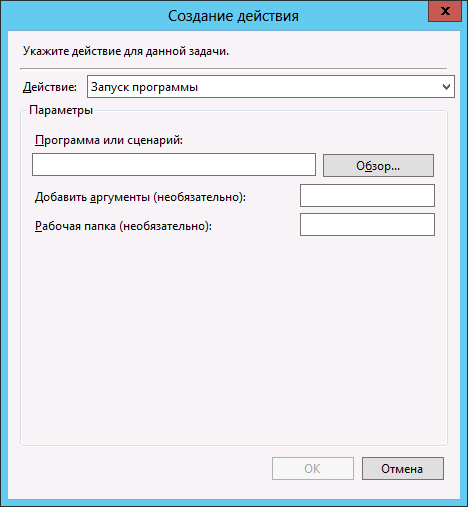 Создание действия
x
Укажите действие для данной задачи.
Действие: Запуск программы
Параметры
Программа или сценарий:
Обзор...
Добавить аргументы (необязательно):
Рабочая папка (необязательно):
OK Отмена